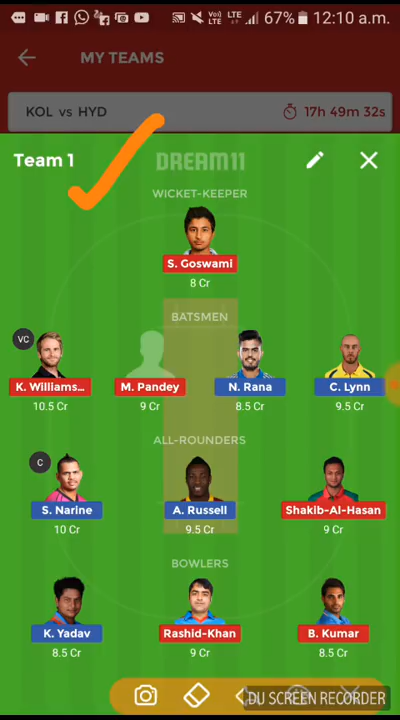 Vo) LTE
LTE
67%
12:10 a.m.
MY TEAMS
KOL vs HYD
17h 49m 32s
Team 1
DREAM11
WICKET-KEEPER
S. Goswami
8 Cr
BATSMEN
VC
K. Williams... M. Pandey N. Rana C. Lynn
10.5 Cr 9 Cr 8.5 Cr 9.5 Cr
ALL-ROUNDERS
C
S. Narine A. Russell Shakib-Al-Hasan
10 Cr 9.5 Cr 9 Cr
BOWLERS
K. Yadav Rashid-Khan B. Kumar
8.5 Cr 9 Cr 8.5 Cr
DU SCREEN RECORDER